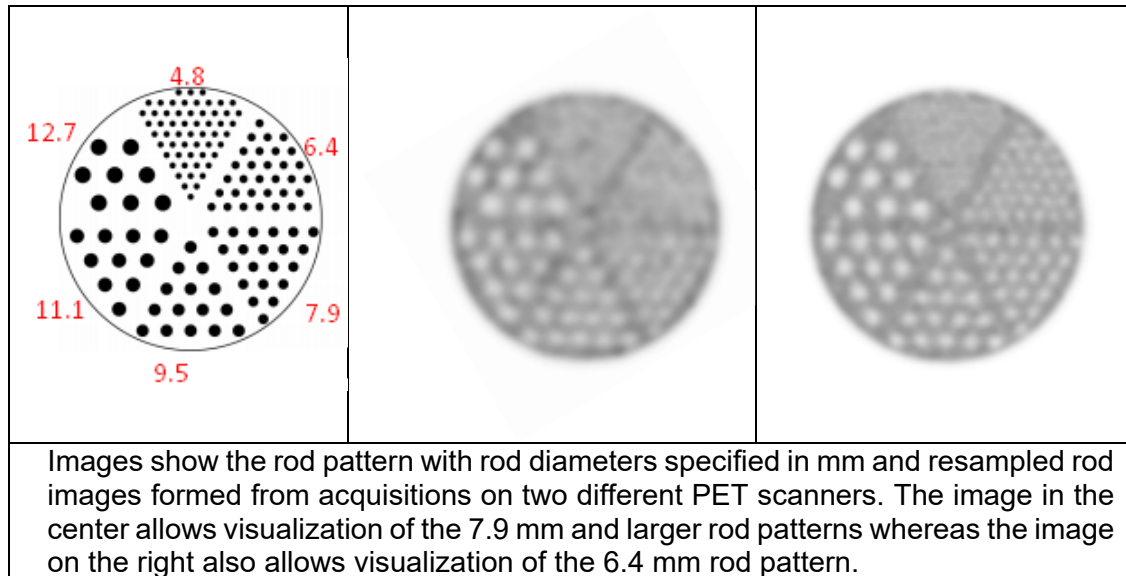 4.8
12.7
6.4
11.1
7.9
9.5
Images show the rod pattern with rod diameters specified in mm and resampled rod
images formed from acquisitions on two different PET scanners. The image in the
center allows visualization of the 7.9 mm and larger rod patterns whereas the image
on the right also allows visualization of the 6.4 mm rod pattern.